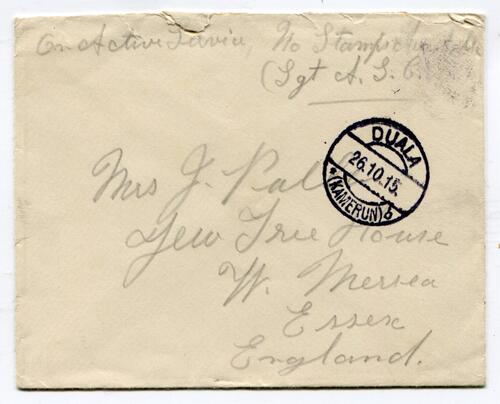 On Active Service, No Stamps
(Sgt A. S. C.
DUALA
26.10.15.
*(KAMERUN) b
Mrs J.
Yew Tree House
W. Mersea
Essex
England.